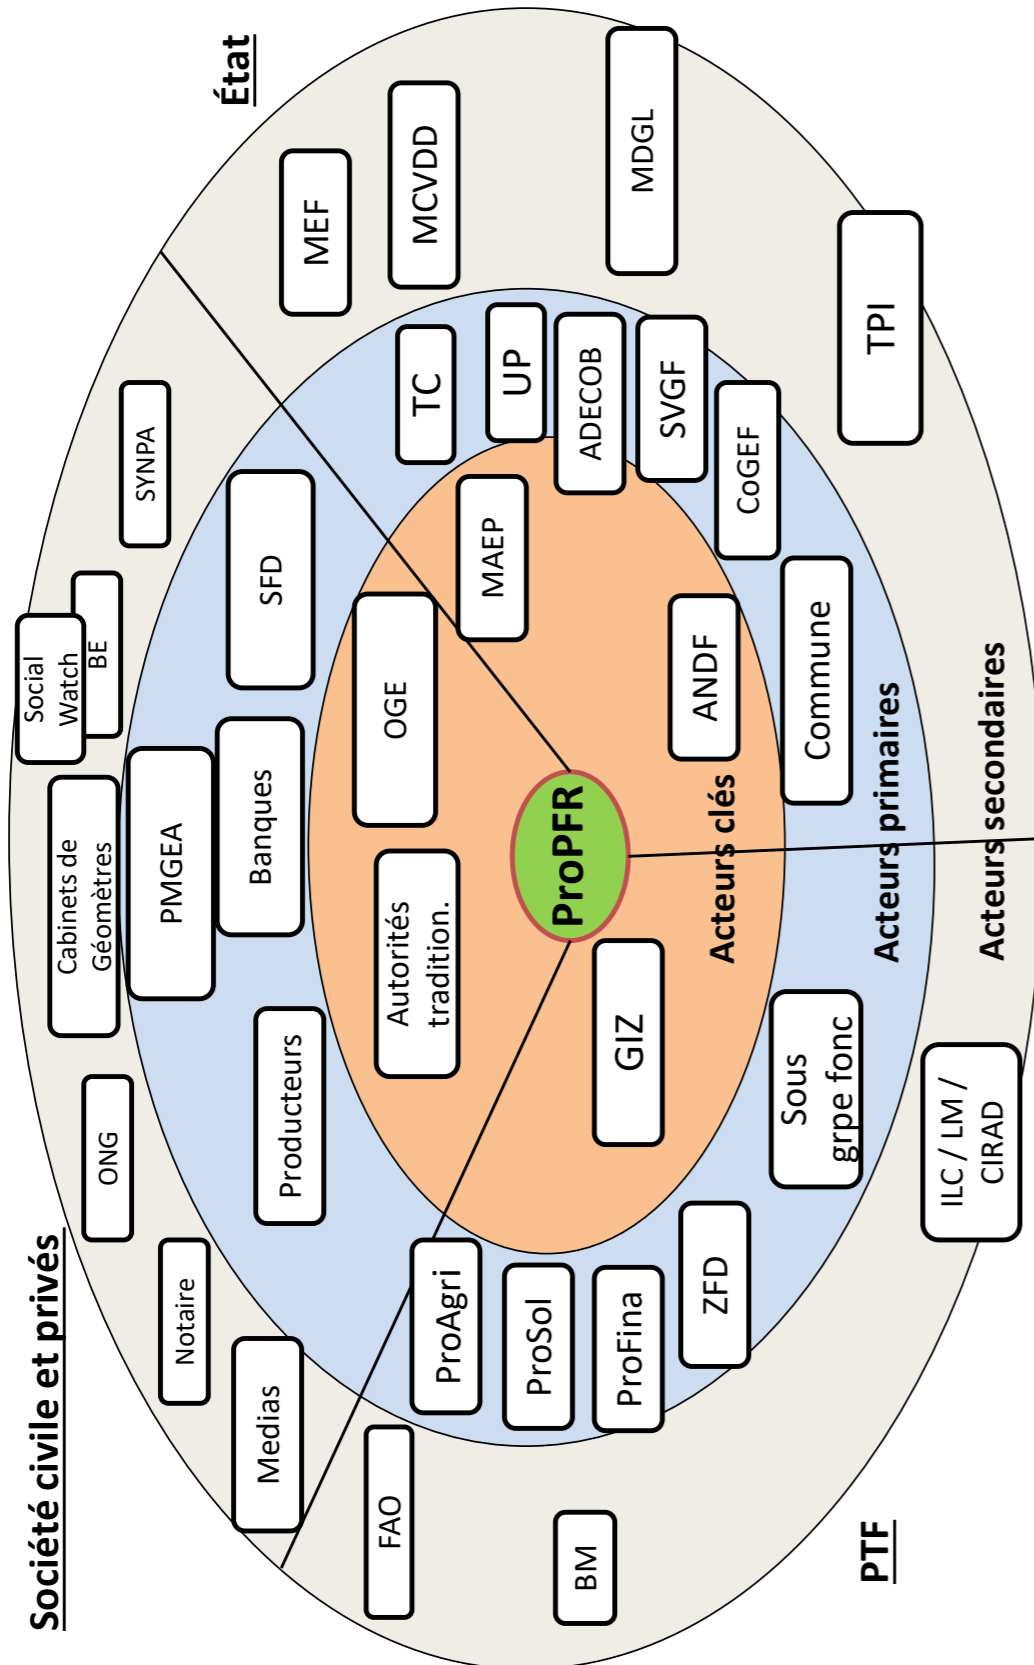 Société civile et privés
État
Social
Watch
BE
Cabinets de
Géomètres
SYNPA
ONG
PMGEA
Notaire
SFD
Banques
MEF
Producteurs
Medias
OGE
TC
MCVDD
Autorités
tradition.
ProAgri
FAO
MAEP
UP
ProSol
ProPFR
ADECOB
BM
GIZ
ProFina
SVGF
MDGL
ANDF
ZFD
Acteurs clés
CoGEF
Commune
Sous
grpe fonc
TPI
Acteurs primaires
PTF
ILC / LM /
CIRAD
Acteurs secondaires